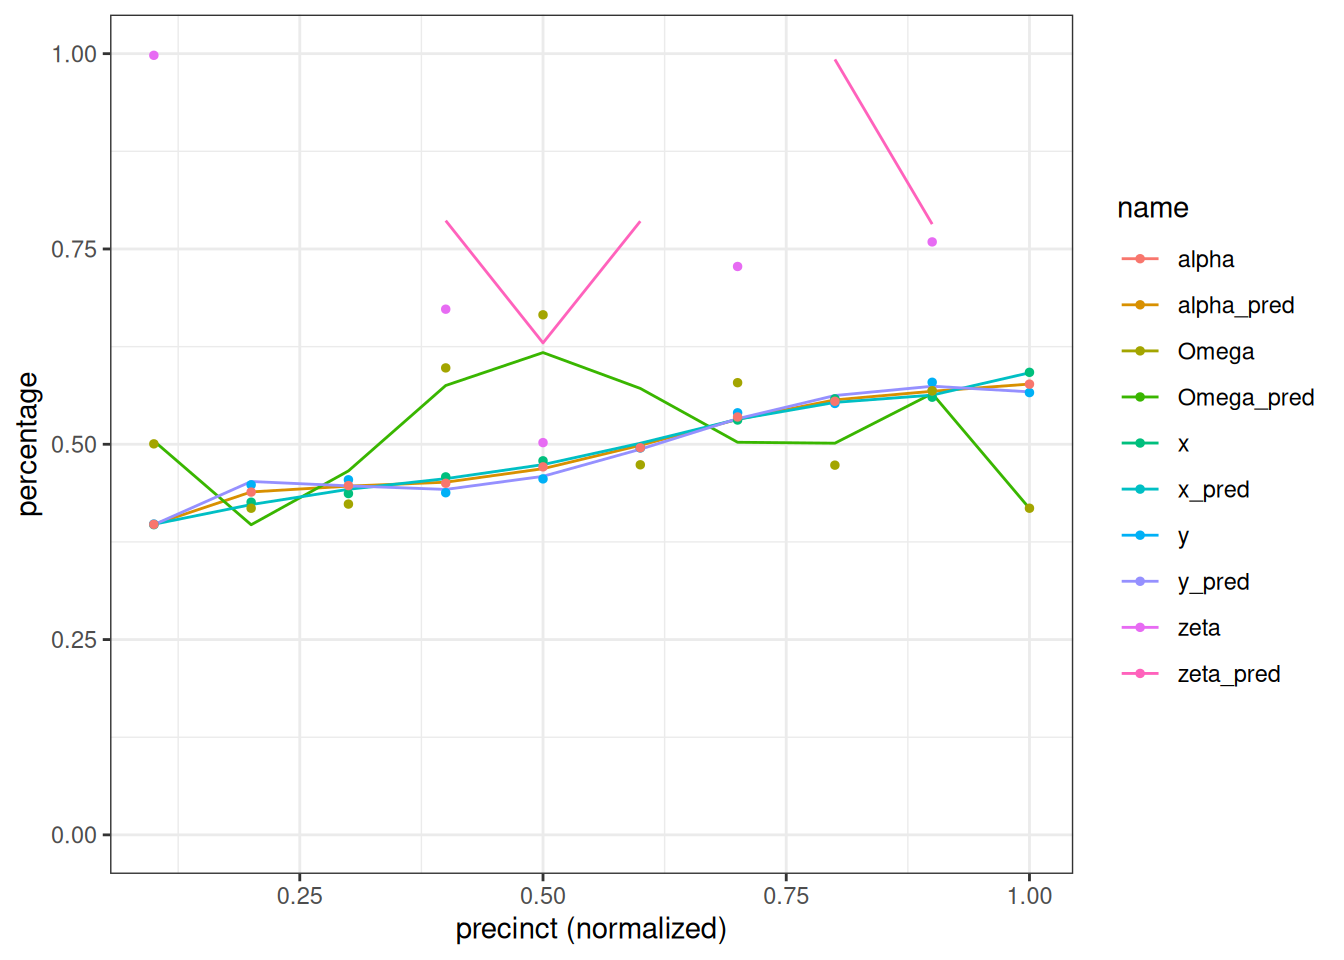 1.00
0.75
0.50
0.25
0.00
percentage
0.25 0.50 0.75 1.00
precinct (normalized)
name
alpha
alpha_pred
Omega
Omega_pred
x
x_pred
y
y_pred
zeta
zeta_pred